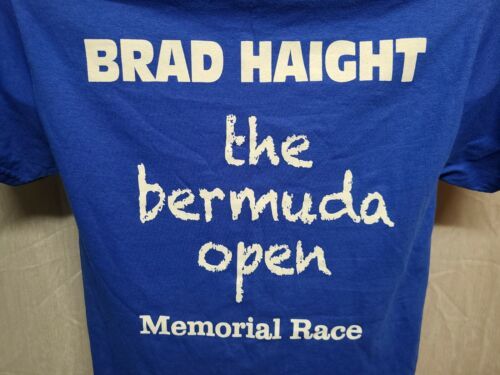 BRAD HAIGHT
the
bermuda
open
Memorial Race